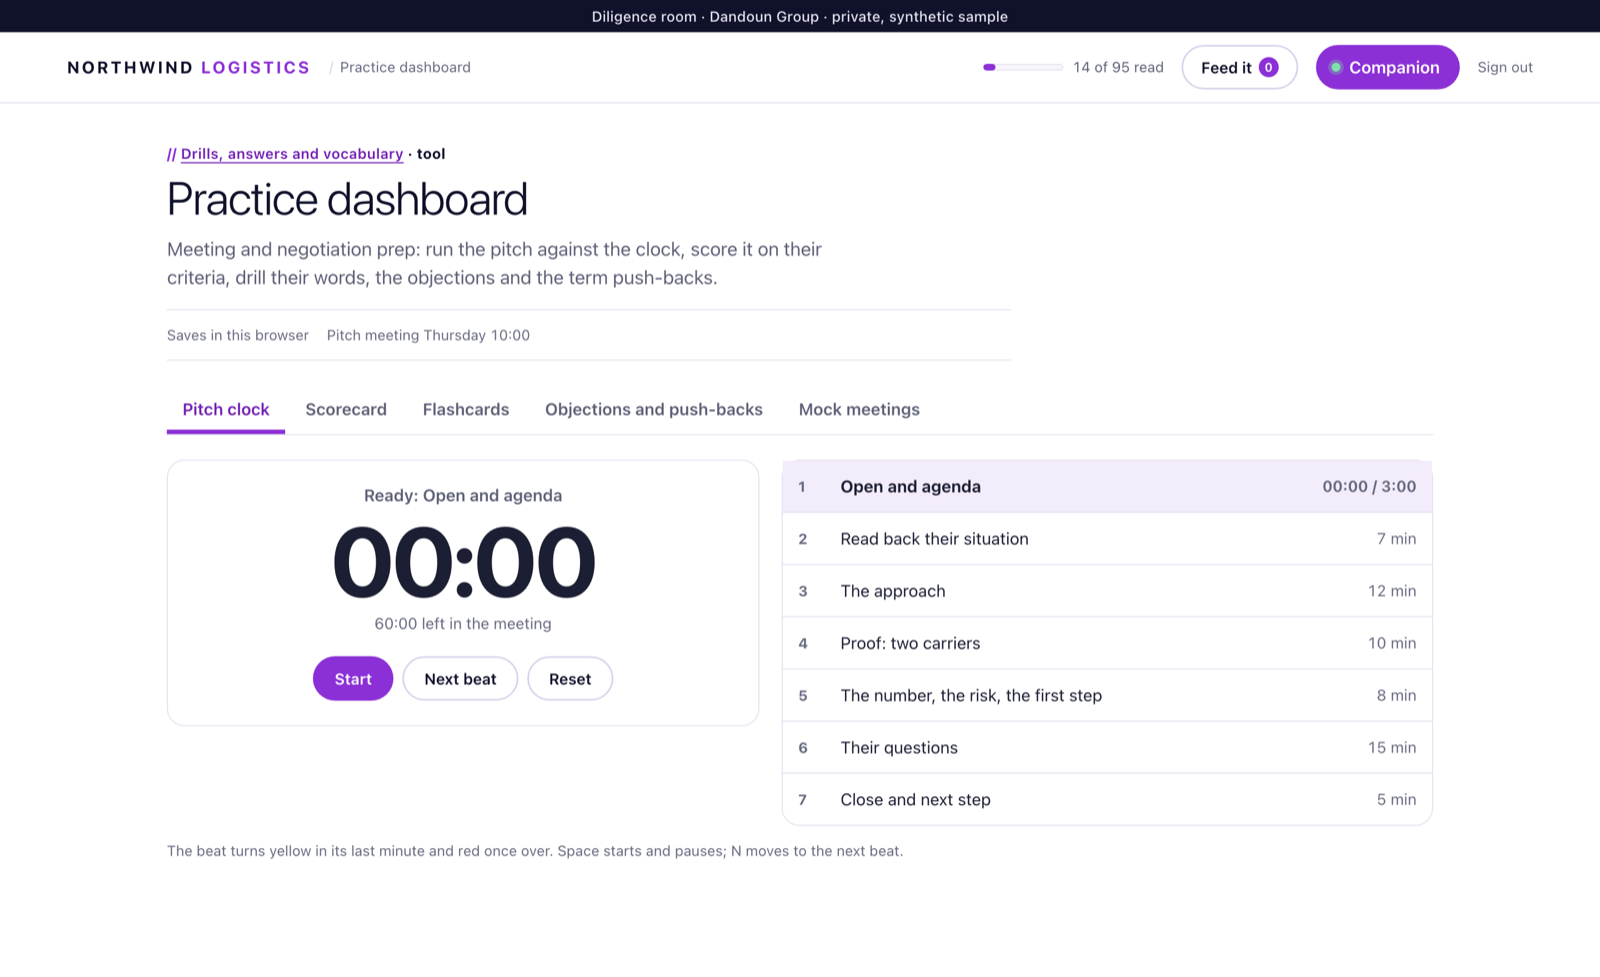 Diligence room · Dandoun Group · private, synthetic sample
NORTHWIND LOGISTICS / Practice dashboard
14 of 95 read
Feed it 0
Companion
Sign out
// Drills, answers and vocabulary · tool
Practice dashboard
Meeting and negotiation prep: run the pitch against the clock, score it on their
criteria, drill their words, the objections and the term push-backs.
Saves in this browser Pitch meeting Thursday 10:00
Pitch clock Scorecard Flashcards Objections and push-backs Mock meetings
Ready: Open and agenda
00:00
60:00 left in the meeting
Start Next beat Reset
1 Open and agenda 00:00 / 3:00
2 Read back their situation 7 min
3 The approach 12 min
4 Proof: two carriers 10 min
5 The number, the risk, the first step 8 min
6 Their questions 15 min
7 Close and next step 5 min
The beat turns yellow in its last minute and red once over. Space starts and pauses; N moves to the next beat.